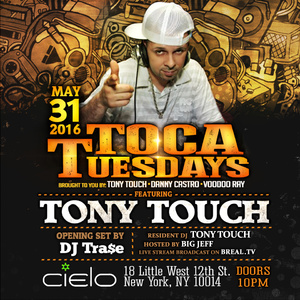 MAY
31
2016
TOCA
TUESDAYS
BROUGHT TO YOU BY: TONY TOUCH • DANNY CASTRO • VOODOO RAY
FEATURING
TONY TOUCH
OPENING SET BY
DJ Tra$e
RESIDENT DJ TONY TOUCH
HOSTED BY BIG JEFF
LIVE STREAM BROADCAST ON BREAL.TV
cielo
18 Little West 12th St.
New York, NY 10014
DOORS
10PM